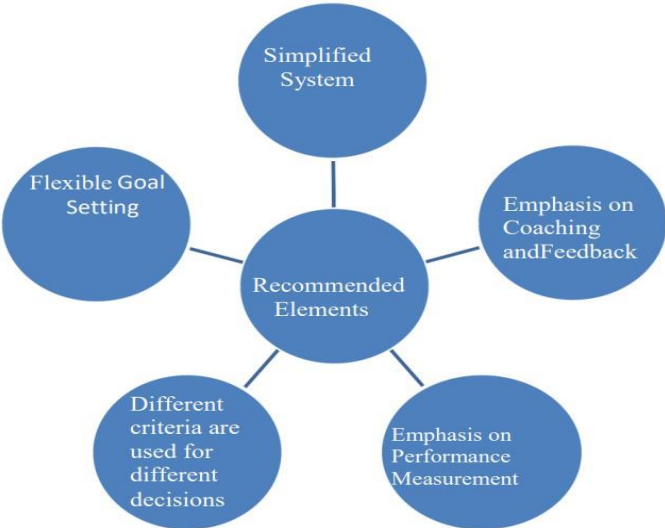 Simplified
System
Flexible Goal
Setting
Emphasis on
Coaching
andFeedback
Recommended
Elements
Different
criteria are
used for
different
decisions
Emphasis on
Performance
Measurement